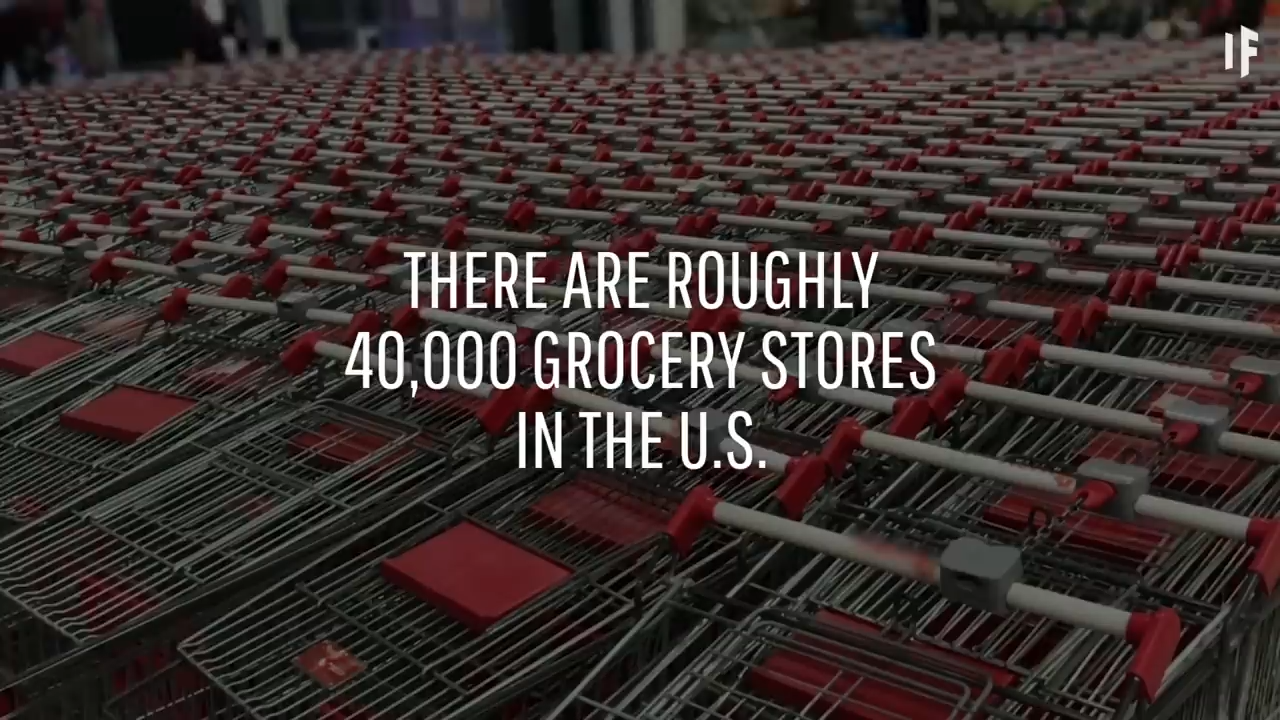 IF
THERE ARE ROUGHLY
40,000 GROCERY STORES
IN THE U.S.